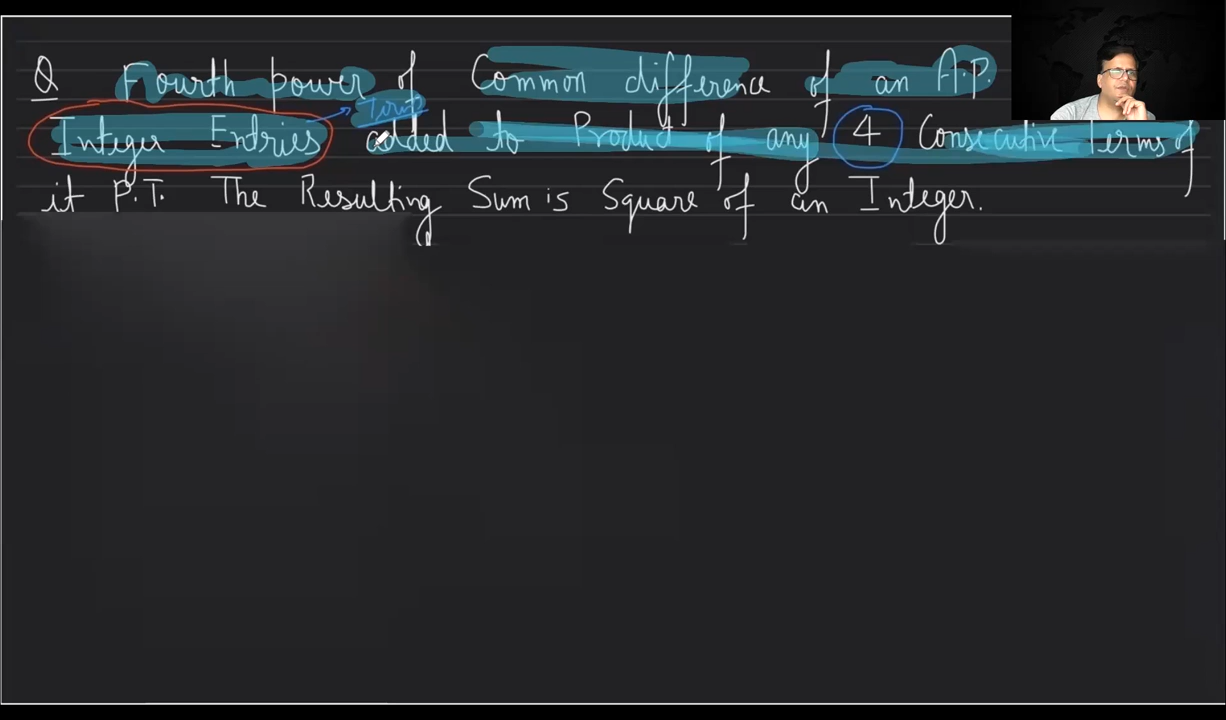 Q Fourth power of Common difference of an A.P.
Terms
Integer Entries added to Product of any 4 Consecutive Terms of
it P.T. The Resulting Sum is Square of an Integer.